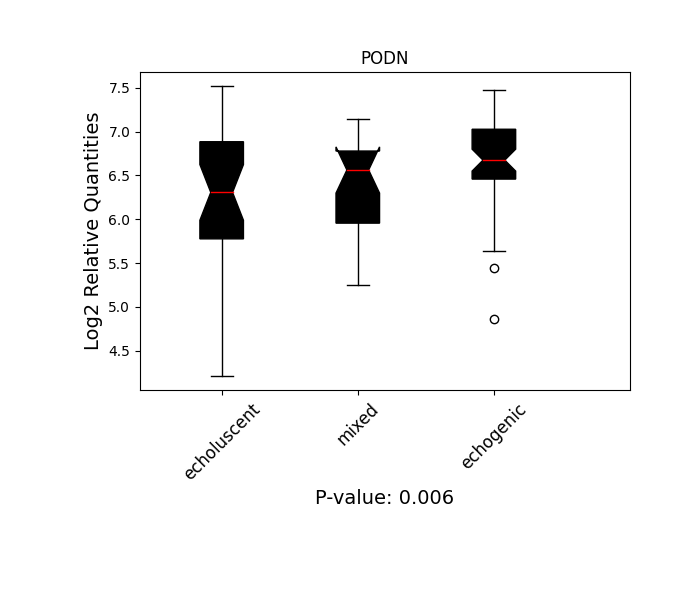 PODN
Log2 Relative Quantities
7.5
7.0
6.5
6.0
5.5
5.0
4.5
echoluscent
mixed
echogenic
P-value: 0.006